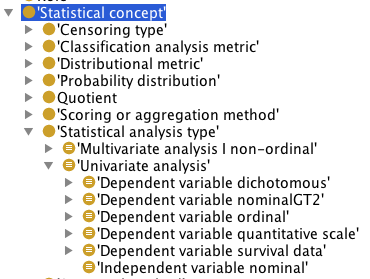 'Statistical concept'
'Censoring type'
'Classification analysis metric'
'Distributional metric'
'Probability distribution'
Quotient
'Scoring or aggregation method'
'Statistical analysis type'
'Multivariate analysis I non-ordinal'
'Univariate analysis'
'Dependent variable dichotomous'
'Dependent variable nominalGT2'
'Dependent variable ordinal'
'Dependent variable quantitative scale'
'Dependent variable survival data'
'Independent variable nominal'